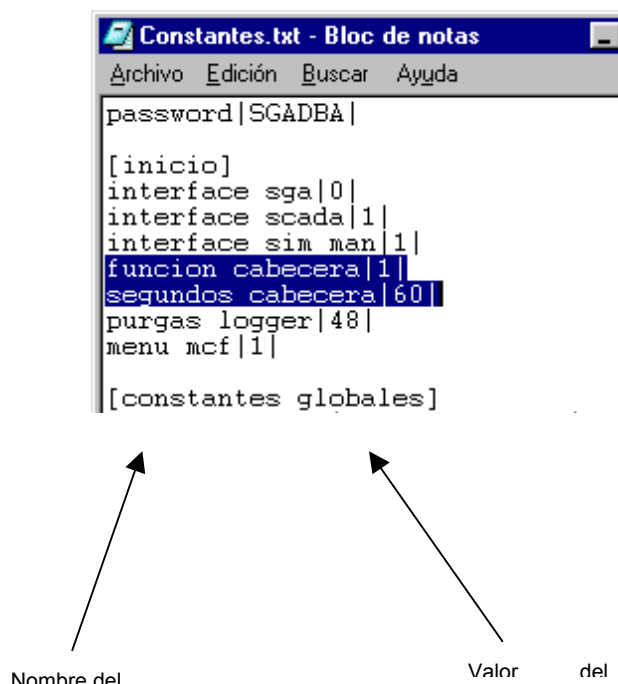 Constantes.txt - Bloc de notas
Archivo Edición Buscar Ayuda
password|SGADBA|
[inicio]
interface sga|0|
interface scada|1|
interface sim man|1|
funcion cabecera|1|
segundos cabecera|60|
purgas logger|48|
menu mcf|1|
[constantes globales]
Nombre del
Valor del